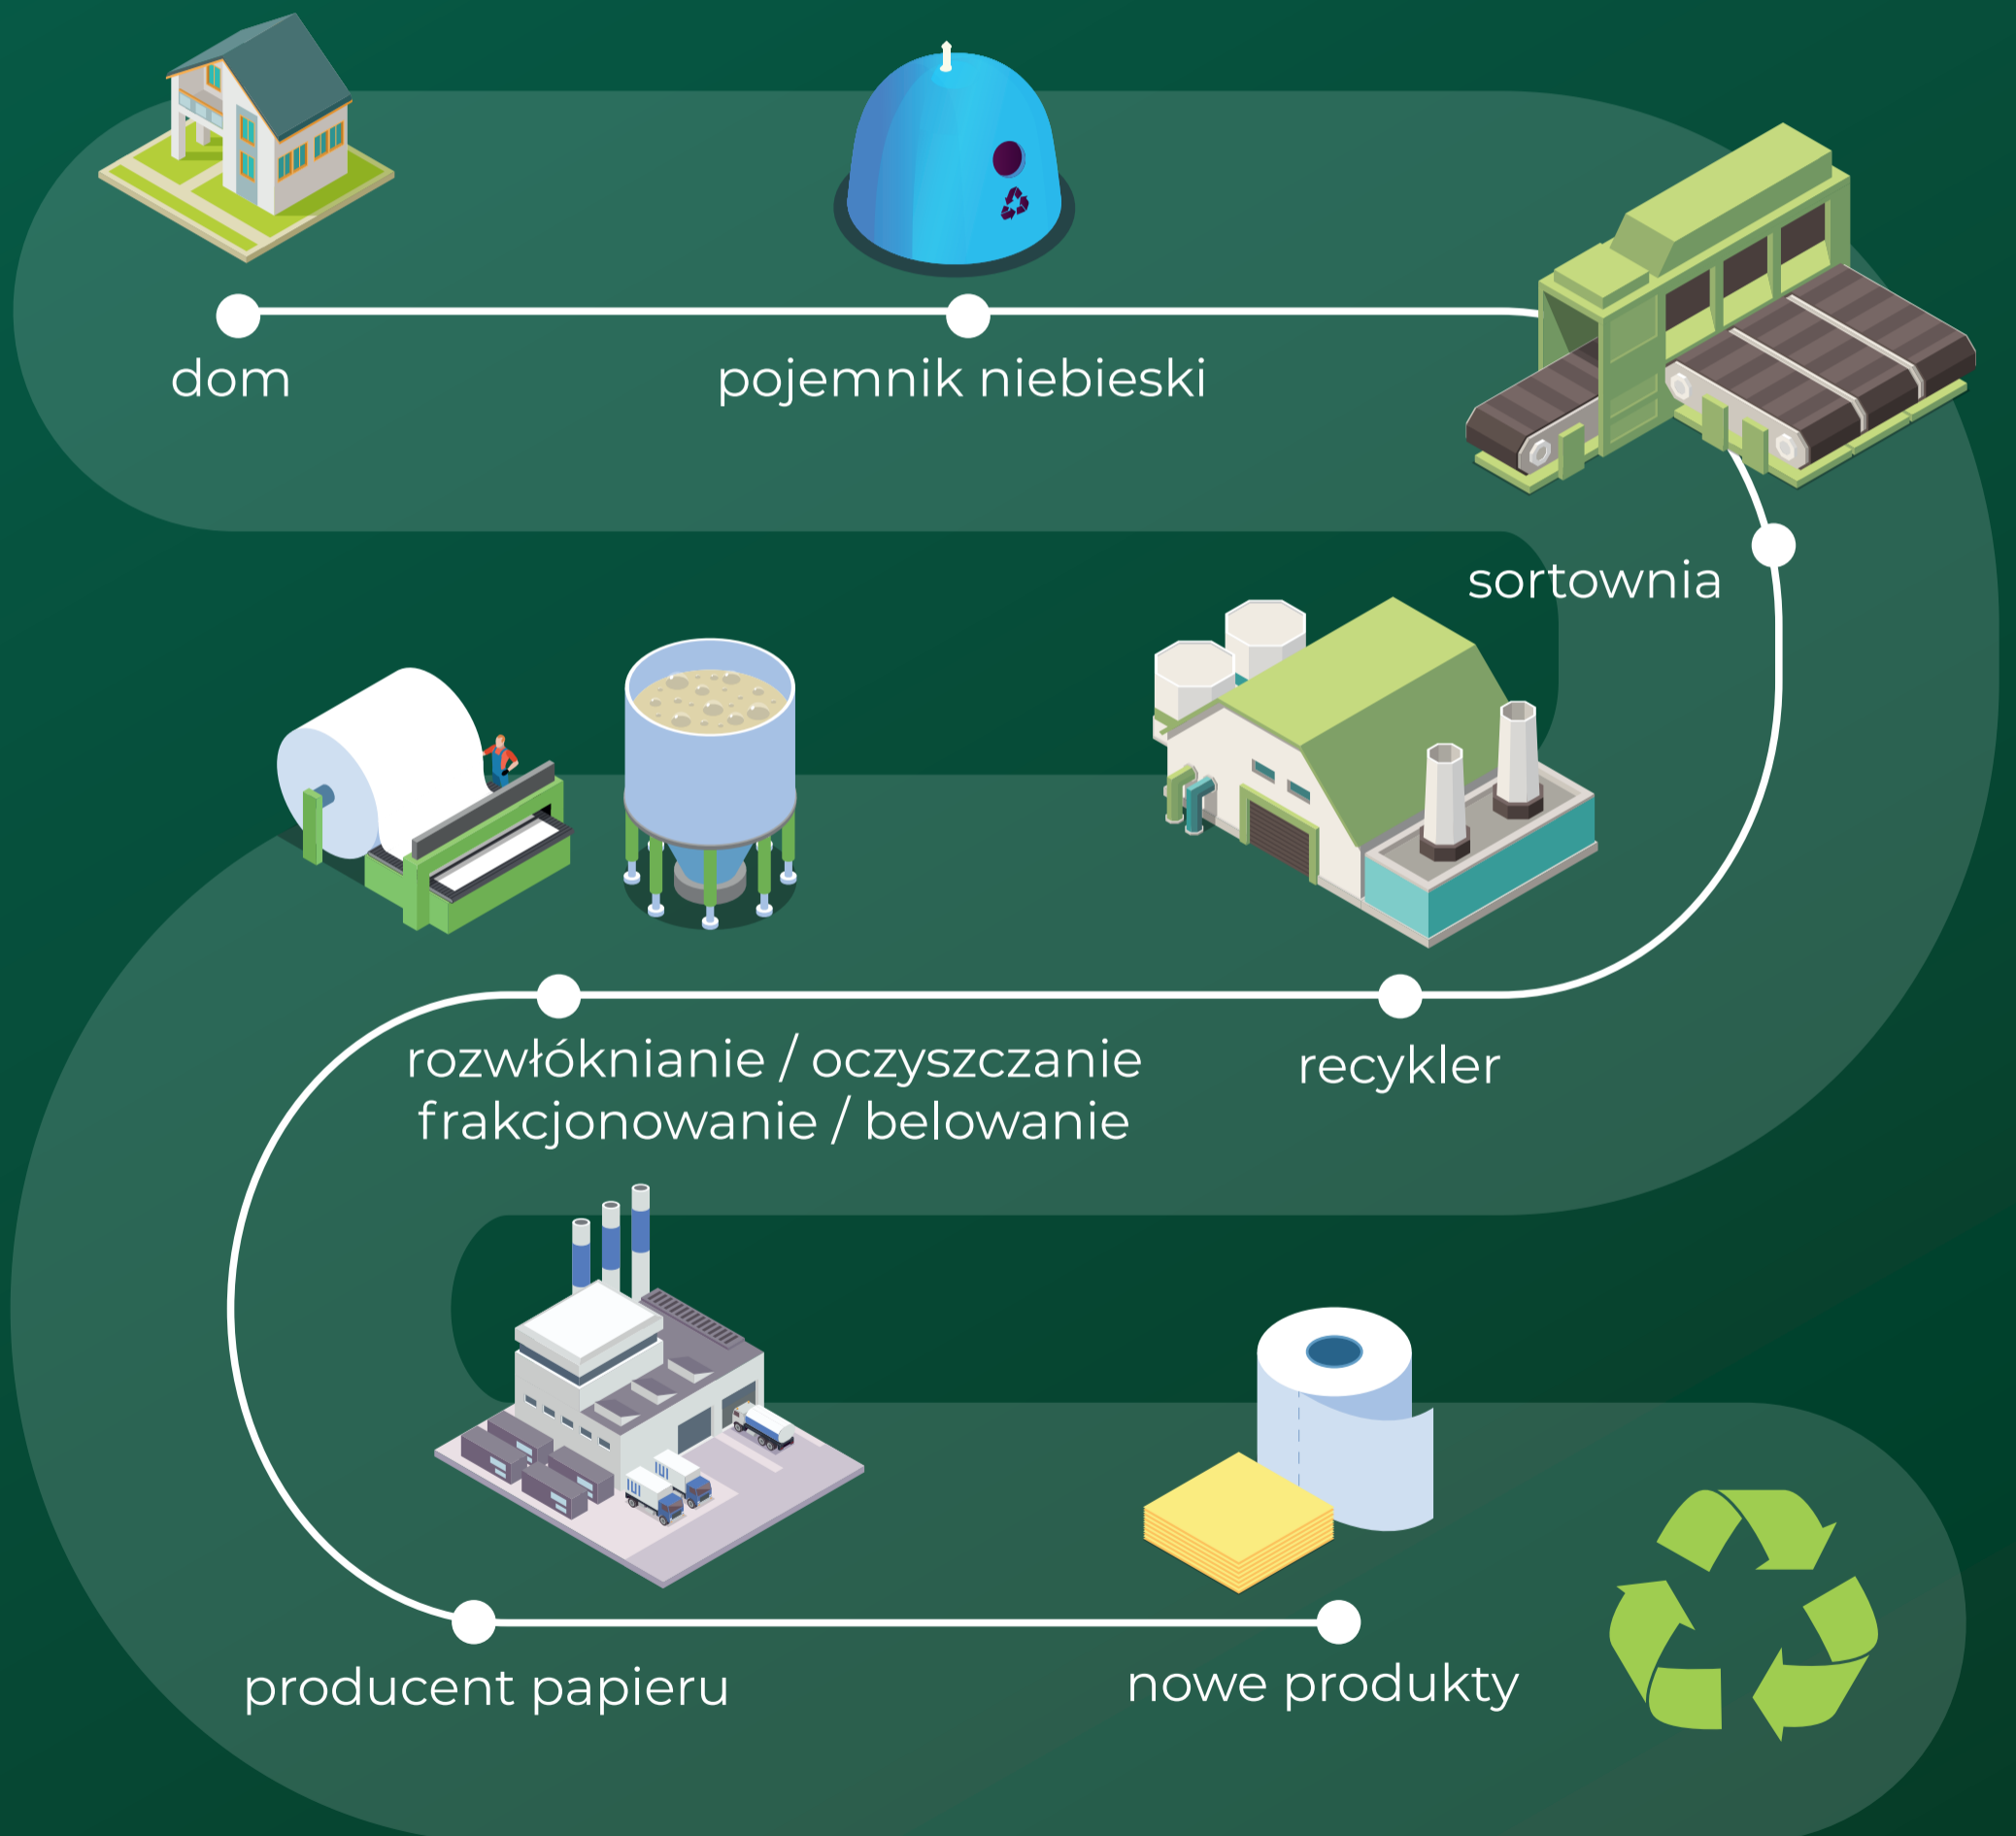 dom
pojemnik niebieski
sortownia
recykler
rozwłóknianie / oczyszczanie
frakcjonowanie / belowanie
producent papieru
nowe produkty